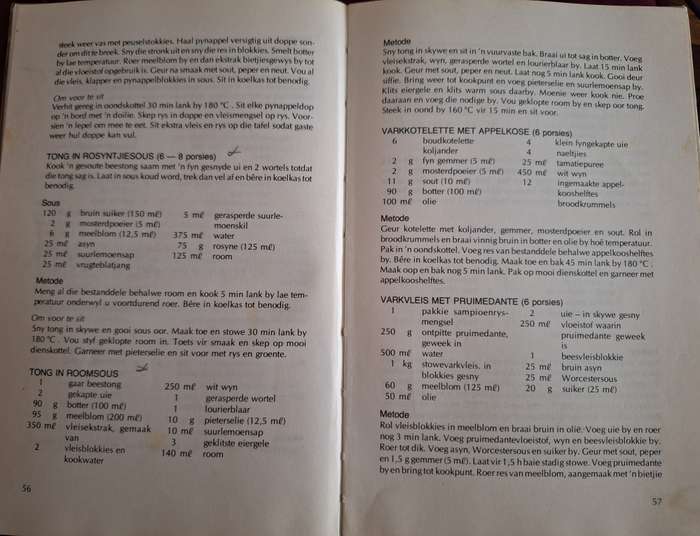 steek weer vas met peuselstokkies. Haal pynappel versigtig uit doppe son-
der om dit te breek. Sny die stronk uit en sny die res in blokkies. Smelt botter
by lae temperatuur. Roer meelblom by en dan ekstrak bietjiesgewys by tot
al die vloeistof opgebruik is. Geur na smaak met sout, peper en neut. Vou al
die vleis, klapper en pynappelblokkies in sous. Sit in koelkas tot benodig.
Om voor te sit
Verhit gereg in oondskottel 30 min lank by 180 °C. Sit elke pynappeldop
op 'n bord met 'n doilie. Skep rys in doppe en vleismengsel op rys. Voor-
sien 'n lepel om mee te eet. Sit ekstra vleis en rys op die tafel sodat gaste
weer hul doppe kan vul.
TONG IN ROSYNTJIESOUS (6 — 8 porsies)
Kook 'n gesoute beestong saam met 'n fyn gesnyde ui en 2 wortels totdat
die tong sag is. Laat in sous koud word, trek dan vel af en bêre in koelkas tot
benodig.
Sous
120 g bruin suiker (150 mℓ)
2 g mosterdpoeier (5 mℓ)
6 g meelblom (12,5 mℓ)
25 mℓ asyn
25 mℓ suurlemoensap
25 mℓ vrugteblatjang
5 mℓ gerasperde suurle-
moenskil
375 mℓ water
75 g rosyne (125 mℓ)
125 mℓ room
Metode
Meng al die bestanddele behalwe room en kook 5 min lank by lae tem-
peratuur onderwyl u voortdurend roer. Bêre in koelkas tot benodig.
Om voor te sit
Sny tong in skywe en gooi sous oor. Maak toe en stowe 30 min lank by
180 °C. Vou styf geklopte room in. Toets vir smaak en skep op mooi
dienskottel. Garneer met pieterselie en sit voor met rys en groente.
TONG IN ROOMSOUS
1 gaar beestong
2 gekapte uie
90 g botter (100 mℓ)
95 g meelblom (200 mℓ)
350 mℓ vleisekstrak, gemaak
van
2 vleisblokkies en
kookwater
250 mℓ wit wyn
1 gerasperde wortel
1 lourierblaar
10 g pieterselie (12,5 mℓ)
10 mℓ suurlemoensap
3 geklitste eiergele
140 mℓ room
56
Metode
Sny tong in skywe en sit in 'n vuurvaste bak. Braai ui tot sag in botter. Voeg
vleisekstrak, wyn, gerasperde wortel en lourierblaar by. Laat 15 min lank
kook. Geur met sout, peper en neut. Laat nog 5 min lank kook. Gooi deur
siffie. Bring weer tot kookpunt en voeg pieterselie en suurlemoensap by.
Klits eiergele en klits warm sous daarby. Moenie weer kook nie. Proe
daaraan en voeg die nodige by. Vou geklopte room by en skep oor tong.
Steek in oond by 160 °C vir 15 min en sit voor.
VARKKOTELETTE MET APPELKOSE (6 porsies)
6 boudkotelette
koljander
2 g fyn gemmer (5 mℓ)
2 g mosterdpoeier (5 mℓ)
11 g sout (10 mℓ)
90 g botter (100 mℓ)
100 mℓ olie
4 klein fyngekapte uie
4 naeltjies
25 mℓ tamatiepuree
450 mℓ wit wyn
12 ingemaakte appel-
kooshelftes
broodkrummels
Metode
Geur kotelette met koljander, gemmer, mosterdpoeier en sout. Rol in
broodkrummels en braai vinnig bruin in botter en olie by hoë temperatuur.
Pak in 'n oondskottel. Voeg res van bestanddele behalwe appelkooshelftes
by. Bêre in koelkas tot benodig. Maak toe en bak 45 min lank by 180 °C.
Maak oop en bak nog 5 min lank. Pak op mooi dienskottel en garneer met
appelkooshelftes.
VARKVLEIS MET PRUIMEDANTE (6 porsies)
1 pakkie sampioenrys-
mengsel
250 g ontpitte pruimedante,
geweek in
500 mℓ water
1 kg stowevarkvleis, in
blokkies gesny
60 g meelblom (125 mℓ)
50 mℓ olie
2 uie – in skywe gesny
250 mℓ vloeistof waarin
pruimedante geweek
is
1 beesvleisblokkie
25 mℓ bruin asyn
25 mℓ Worcestersous
20 g suiker (25 mℓ)
Metode
Rol vleisblokkies in meelblom en braai bruin in olie. Voeg uie by en roer
nog 3 min lank. Voeg pruimedantevloeistof, wyn en beesvleisblokkie by.
Roer tot dik. Voeg asyn, Worcestersous en suiker by. Geur met sout, peper
en 1,5 g gemmer (5 mℓ). Laat vir 1,5 h baie stadig stowe. Voeg pruimedante
by en bring tot kookpunt. Roer res van meelblom, aangemaak met 'n bietjie
57